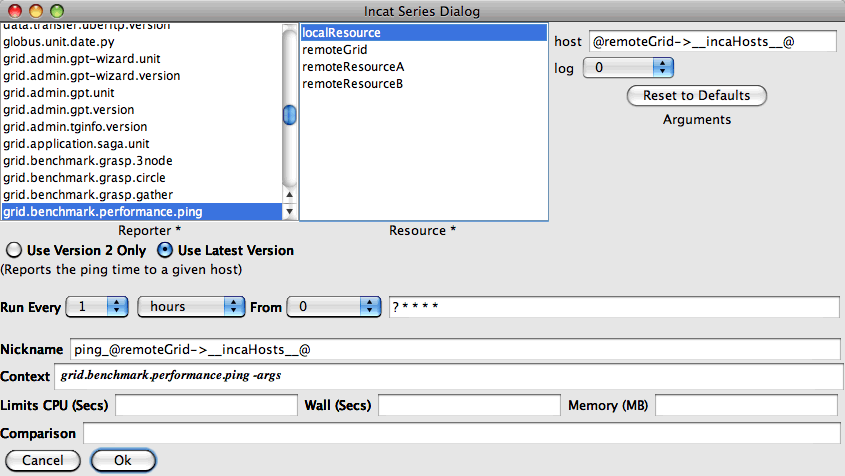 Incat Series Dialog
data.transfer.uberftp.version
globus.unit.date.py
grid.admin.gpt-wizard.unit
grid.admin.gpt-wizard.version
grid.admin.gpt.unit
grid.admin.gpt.version
grid.admin.tginfo.version
grid.application.saga.unit
grid.benchmark.grasp.3node
grid.benchmark.grasp.circle
grid.benchmark.grasp.gather
grid.benchmark.performance.ping
Reporter *
localResource
remoteGrid
remoteResourceA
remoteResourceB
Resource *
host @remoteGrid->__incaHosts__@
log 0
Reset to Defaults
Arguments
Use Version 2 Only Use Latest Version
(Reports the ping time to a given host)
Run Every 1 hours From 0 ? * * * *
Nickname ping_@remoteGrid->__incaHosts__@
Context grid.benchmark.performance.ping -args
Limits CPU (Secs) Wall (Secs) Memory (MB)
Comparison
Cancel Ok